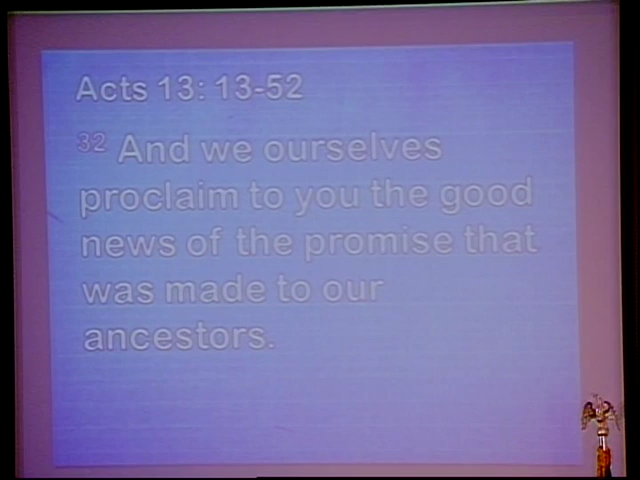 Acts 13: 13-52
32 And we ourselves
proclaim to you the good
news of the promise that
was made to our
ancestors.